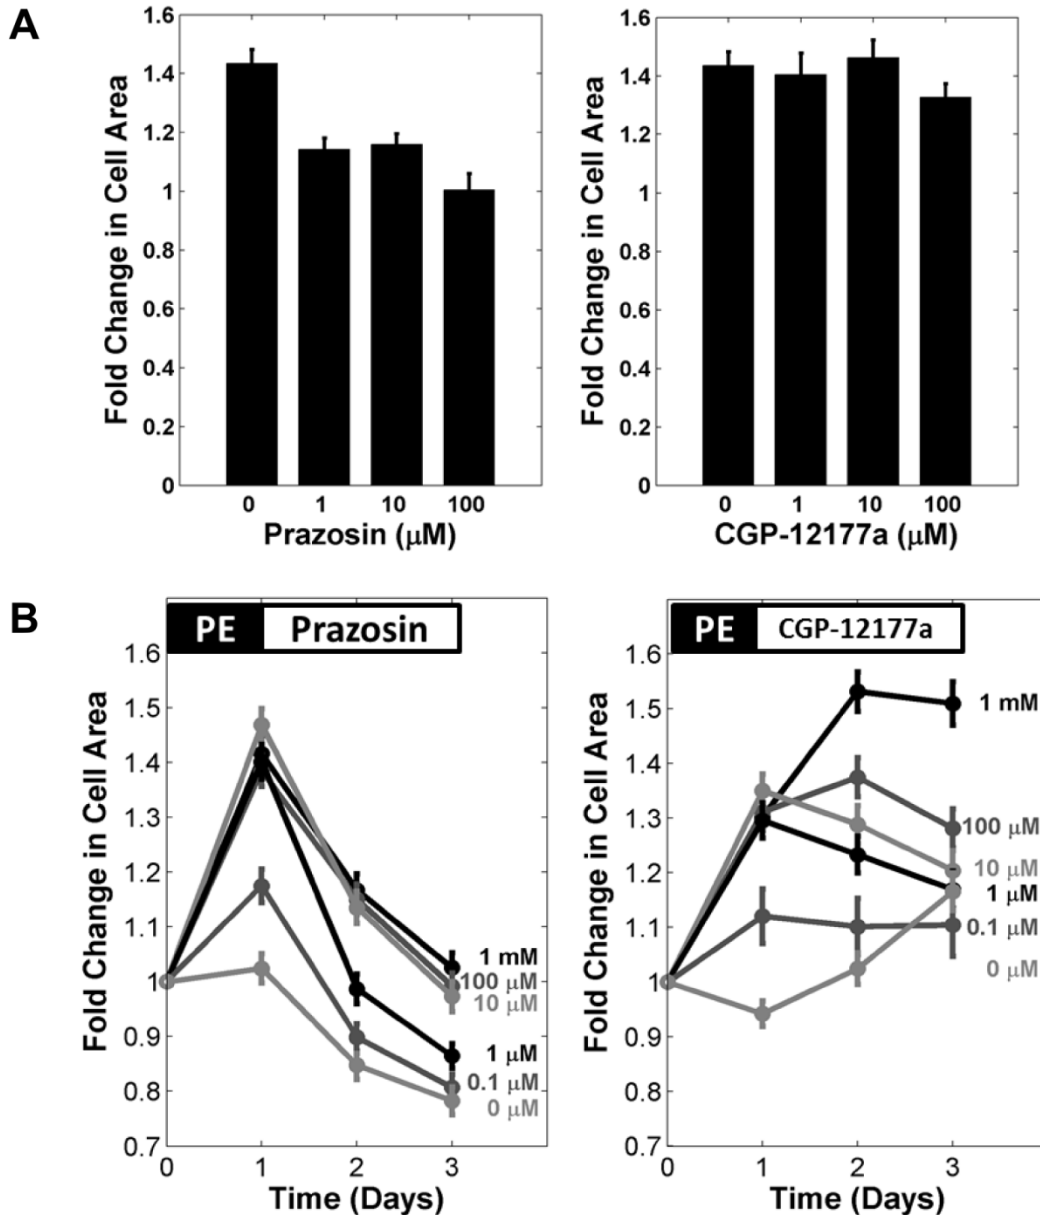 A
Fold Change in Cell Area
1.6
1.4
1.2
1
0.8
0.6
0.4
0.2
0
0 1 10 100
Prazosin (μM)
Fold Change in Cell Area
1.6
1.4
1.2
1
0.8
0.6
0.4
0.2
0
0 1 10 100
CGP-12177a (μM)
B
PE Prazosin
Fold Change in Cell Area
1.6
1.5
1.4
1.3
1.2
1.1
1
0.9
0.8
0.7
1 mM
100 μM
10 μM
1 μM
0.1 μM
0 μM
0 1 2 3
Time (Days)
PE CGP-12177a
Fold Change in Cell Area
1.6
1.5
1.4
1.3
1.2
1.1
1
0.9
0.8
0.7
1 mM
100 μM
10 μM
1 μM
0.1 μM
0 μM
0 1 2 3
Time (Days)